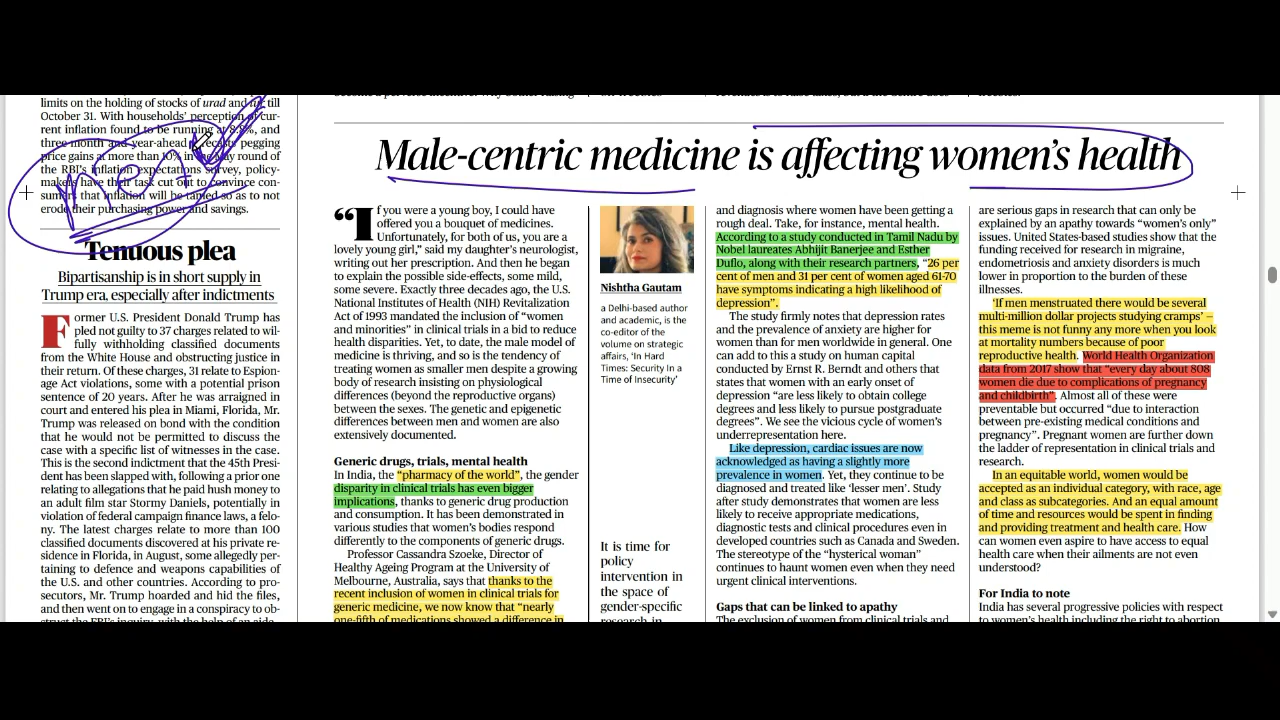 limits on the holding of stocks of urad and tur till
October 31. With households' perception of cur-
rent inflation found to be running at 8.8%, and
three month and year-ahead forecasts pegging
price gains at more than 10% in the May round of
the RBI's inflation expectations survey, policy-
makers have their task cut out to convince con-
sumers that inflation will be tamed so as to not
erode their purchasing power and savings.
Tenuous plea
Bipartisanship is in short supply in
Trump era, especially after indictments
Former U.S. President Donald Trump has
pled not guilty to 37 charges related to wil-
fully withholding classified documents
from the White House and obstructing justice in
their return. Of these charges, 31 relate to Espion-
age Act violations, some with a potential prison
sentence of 20 years. After he was arraigned in
court and entered his plea in Miami, Florida, Mr.
Trump was released on bond with the condition
that he would not be permitted to discuss the
case with a specific list of witnesses in the case.
This is the second indictment that the 45th Presi-
dent has been slapped with, following a prior one
relating to allegations that he paid hush money to
an adult film star Stormy Daniels, potentially in
violation of federal campaign finance laws, a felo-
ny. The latest charges relate to more than 100
classified documents discovered at his private re-
sidence in Florida, in August, some allegedly per-
taining to defence and weapons capabilities of
the U.S. and other countries. According to pro-
secutors, Mr. Trump hoarded and hid the files,
and then went on to engage in a conspiracy to ob-
Male-centric medicine is affecting women's health
"If you were a young boy, I could have
offered you a bouquet of medicines.
Unfortunately, for both of us, you are a
lovely young girl," said my daughter's neurologist,
writing out her prescription. And then he began
to explain the possible side-effects, some mild,
some severe. Exactly three decades ago, the U.S.
National Institutes of Health (NIH) Revitalization
Act of 1993 mandated the inclusion of "women
and minorities" in clinical trials in a bid to reduce
health disparities. Yet, to date, the male model of
medicine is thriving, and so is the tendency of
treating women as smaller men despite a growing
body of research insisting on physiological
differences (beyond the reproductive organs)
between the sexes. The genetic and epigenetic
differences between men and women are also
extensively documented.
Generic drugs, trials, mental health
In India, the "pharmacy of the world", the gender
disparity in clinical trials has even bigger
implications, thanks to generic drug production
and consumption. It has been demonstrated in
various studies that women's bodies respond
differently to the components of generic drugs.
Professor Cassandra Szoeke, Director of
Healthy Ageing Program at the University of
Melbourne, Australia, says that thanks to the
recent inclusion of women in clinical trials for
generic medicine, we now know that "nearly
one-fifth of medications showed a difference in
Nishtha Gautam
a Delhi-based author
and academic, is the
co-editor of the
volume on strategic
affairs, 'In Hard
Times: Security In a
Time of Insecurity'
It is time for
policy
intervention in
the space of
gender-specific
research in
and diagnosis where women have been getting a
rough deal. Take, for instance, mental health.
According to a study conducted in Tamil Nadu by
Nobel laureates Abhijit Banerjee and Esther
Duflo, along with their research partners, "26 per
cent of men and 31 per cent of women aged 61-70
have symptoms indicating a high likelihood of
depression".
The study firmly notes that depression rates
and the prevalence of anxiety are higher for
women than for men worldwide in general. One
can add to this a study on human capital
conducted by Ernst R. Berndt and others that
states that women with an early onset of
depression "are less likely to obtain college
degrees and less likely to pursue postgraduate
degrees". We see the vicious cycle of women's
underrepresentation here.
Like depression, cardiac issues are now
acknowledged as having a slightly more
prevalence in women. Yet, they continue to be
diagnosed and treated like 'lesser men'. Study
after study demonstrates that women are less
likely to receive appropriate medications,
diagnostic tests and clinical procedures even in
developed countries such as Canada and Sweden.
The stereotype of the "hysterical woman"
continues to haunt women even when they need
urgent clinical interventions.
Gaps that can be linked to apathy
The exclusion of women from clinical trials and
are serious gaps in research that can only be
explained by an apathy towards "women's only"
issues. United States-based studies show that the
funding received for research in migraine,
endometriosis and anxiety disorders is much
lower in proportion to the burden of these
illnesses.
'If men menstruated there would be several
multi-million dollar projects studying cramps' –
this meme is not funny any more when you look
at mortality numbers because of poor
reproductive health. World Health Organization
data from 2017 show that "every day about 808
women die due to complications of pregnancy
and childbirth". Almost all of these were
preventable but occurred "due to interaction
between pre-existing medical conditions and
pregnancy". Pregnant women are further down
the ladder of representation in clinical trials and
research.
In an equitable world, women would be
accepted as an individual category, with race, age
and class as subcategories. And an equal amount
of time and resources would be spent in finding
and providing treatment and health care. How
can women even aspire to have access to equal
health care when their ailments are not even
understood?
For India to note
India has several progressive policies with respect
to women's health including the right to abortion